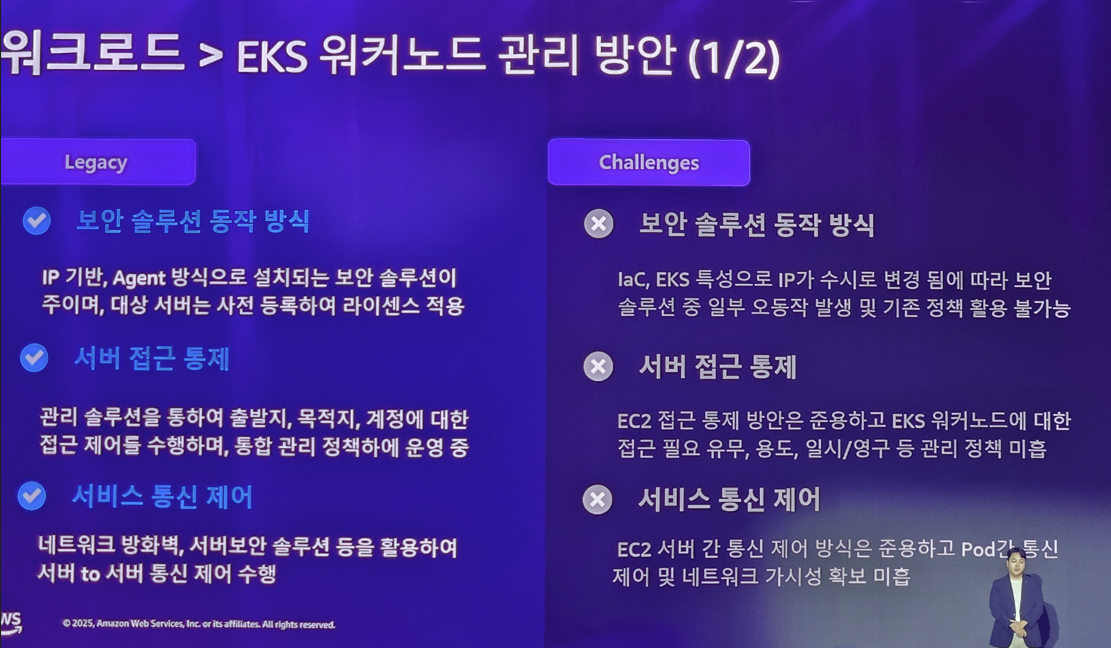 워크로드 > EKS 워커노드 관리 방안 (1/2)
Legacy
보안 솔루션 동작 방식
IP 기반, Agent 방식으로 설치되는 보안 솔루션이
주이며, 대상 서버는 사전 등록하여 라이센스 적용
서버 접근 통제
관리 솔루션을 통하여 출발지, 목적지, 계정에 대한
접근 제어를 수행하며, 통합 관리 정책하에 운영 중
서비스 통신 제어
네트워크 방화벽, 서버보안 솔루션 등을 활용하여
서버 to 서버 통신 제어 수행
Challenges
보안 솔루션 동작 방식
IaC, EKS 특성으로 IP가 수시로 변경 됨에 따라 보안
솔루션 중 일부 오동작 발생 및 기존 정책 활용 불가능
서버 접근 통제
EC2 접근 통제 방안은 준용하고 EKS 워커노드에 대한
접근 필요 유무, 용도, 일시/영구 등 관리 정책 미흡
서비스 통신 제어
EC2 서버 간 통신 제어 방식은 준용하고 Pod간 통신
제어 및 네트워크 가시성 확보 미흡
WS
© 2025, Amazon Web Services, Inc. or its affiliates. All rights reserved.